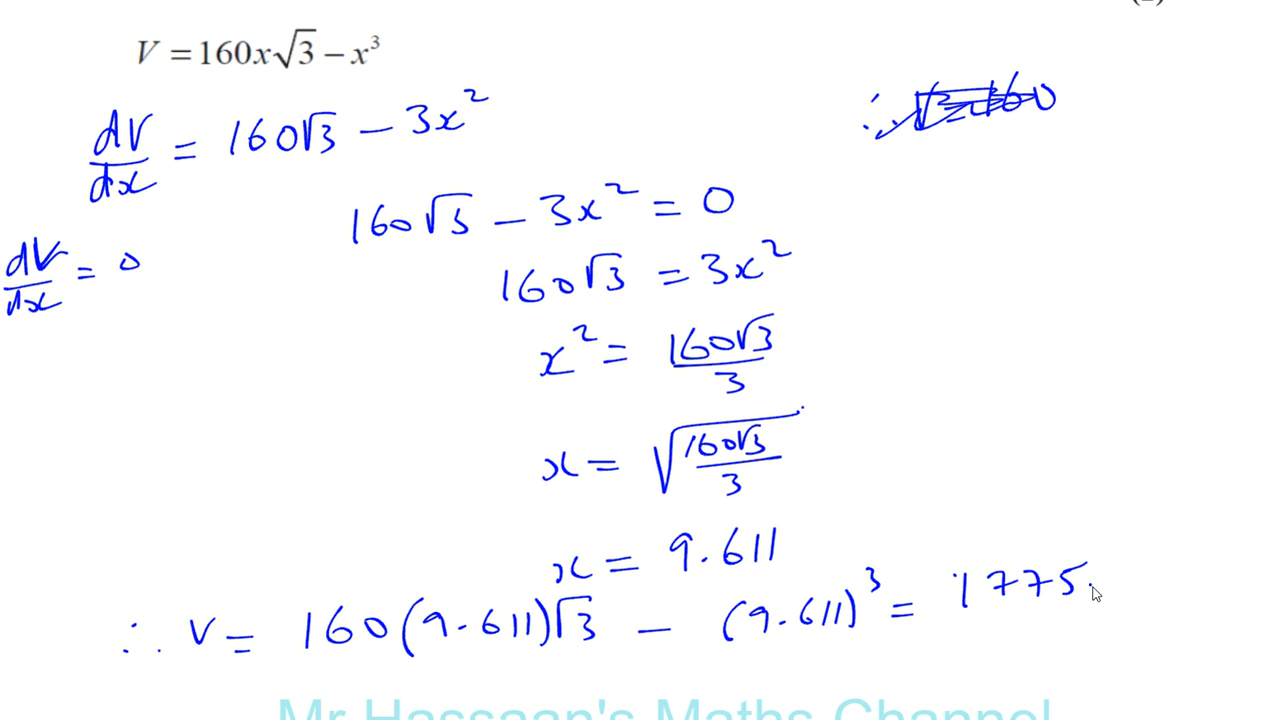 V = 160x√3 − x³
dV/dx = 160√3 − 3x²
160√3 − 3x² = 0
dV/dx = 0
160√3 = 3x²
x² = 160√3/3
x = √(160√3/3)
x = 9.611
∴ V = 160(9.611)√3 − (9.611)³ = 1775.
Mr Hassaan's Maths Channel